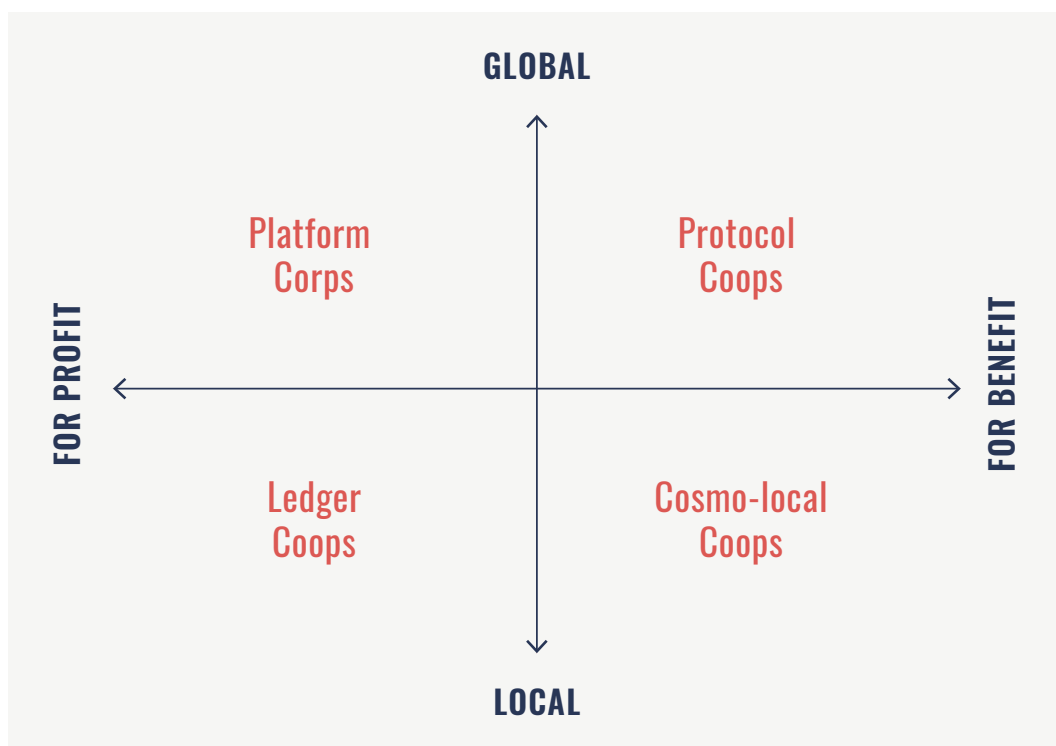 GLOBAL
Platform
Corps
Protocol
Coops
FOR PROFIT
FOR BENEFIT
Ledger
Coops
Cosmo-local
Coops
LOCAL